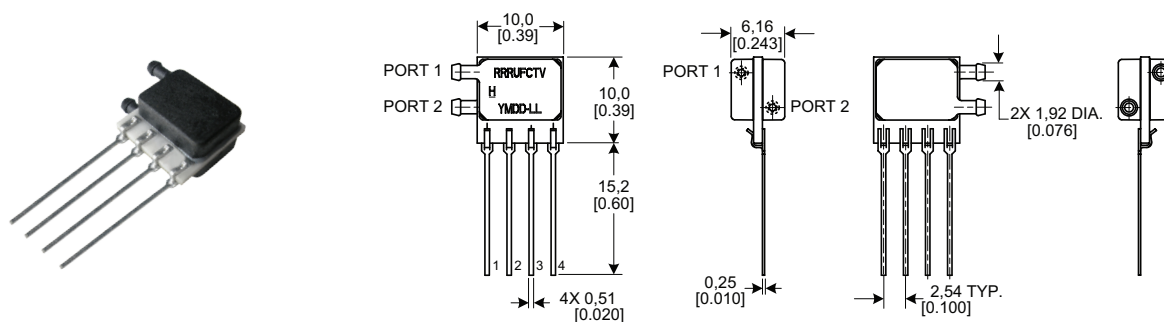 10,0
[0.39]
PORT 1
PORT 2
RRRUFCTV
H
YMDD-LL
10,0
[0.39]
15,2
[0.60]
1
2
3
4
4X 0,51
[0.020]
6,16
[0.243]
PORT 1
PORT 2
0,25
[0.010]
2X 1,92 DIA.
[0.076]
2,54 TYP.
[0.100]